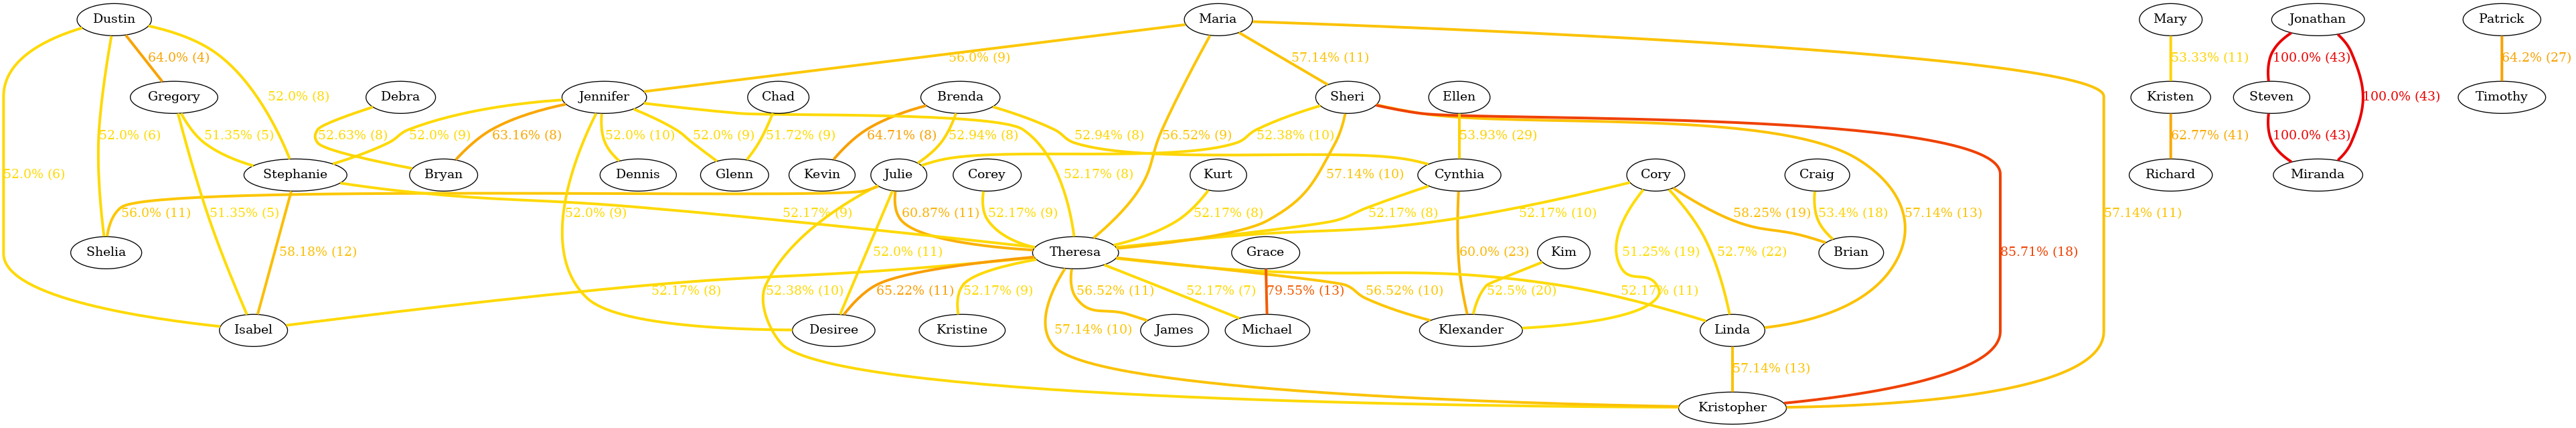 Dustin
Maria
Mary
Jonathan
Patrick
64.0% (4)
56.0% (9)
57.14% (11)
53.33% (11)
100.0% (43)
64.2% (27)
Gregory
Debra
Jennifer
Chad
Brenda
Sheri
Ellen
Kristen
Steven
Timothy
52.0% (8)
100.0% (43)
52.0% (6)
51.35% (5)
52.63% (8)
52.0% (9)
63.16% (8)
52.0% (10)
52.0% (9)
51.72% (9)
64.71% (8)
52.94% (8)
52.94% (8)
56.52% (9)
52.38% (10)
53.93% (29)
62.77% (41)
100.0% (43)
52.0% (6)
Stephanie
Bryan
Dennis
Glenn
Kevin
Julie
Corey
52.17% (8)
Kurt
57.14% (10)
Cynthia
Cory
Craig
Richard
Miranda
56.0% (11)
51.35% (5)
52.0% (9)
52.17% (9)
60.87% (11)
52.17% (9)
52.17% (8)
52.17% (8)
52.17% (10)
58.25% (19)
53.4% (18)
57.14% (13)
57.14% (11)
Shelia
58.18% (12)
52.0% (11)
Theresa
Grace
60.0% (23)
Kim
51.25% (19)
52.7% (22)
Brian
85.71% (18)
52.17% (8)
52.38% (10)
65.22% (11)
52.17% (9)
56.52% (11)
52.17% (7)
79.55% (13)
56.52% (10)
52.5% (20)
52.17% (11)
Isabel
Desiree
Kristine
57.14% (10)
James
Michael
Klexander
Linda
57.14% (13)
Kristopher